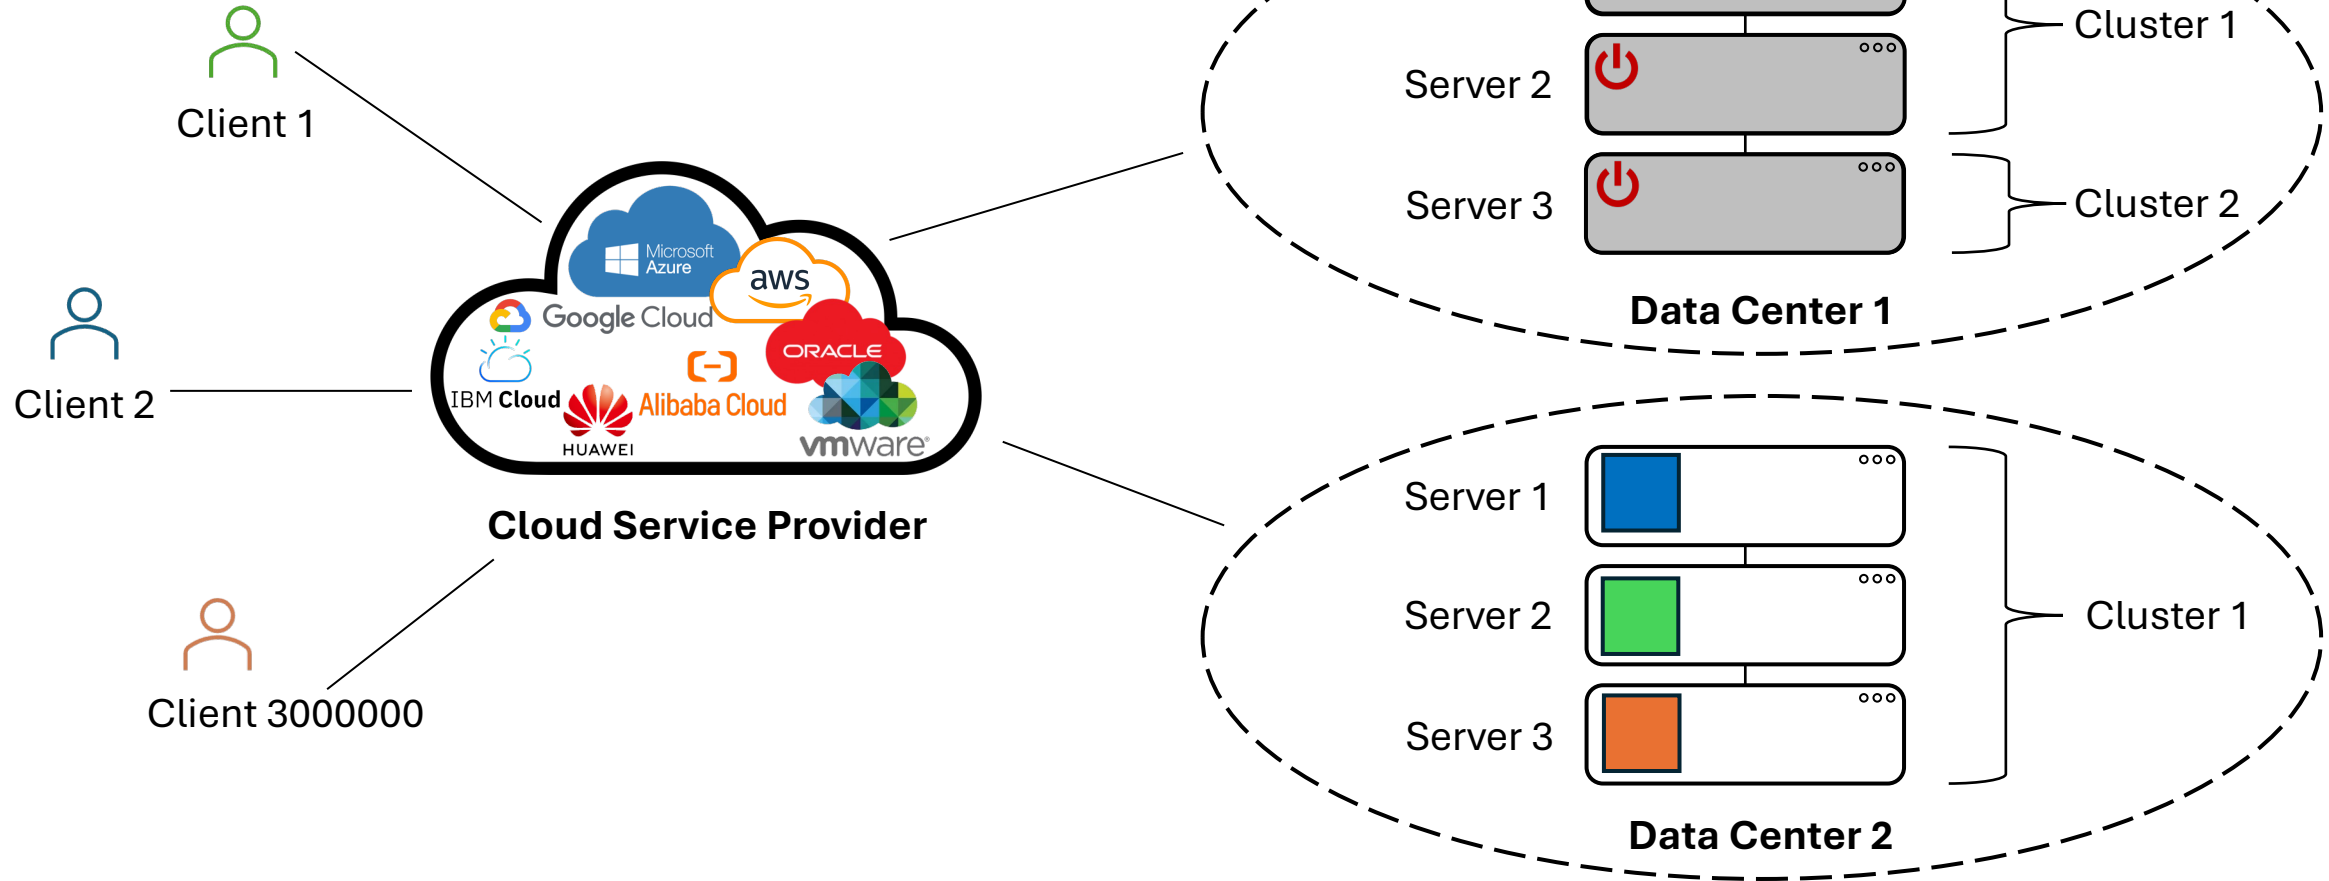 Client 1
Client 2
Client 3000000
Microsoft
Azure
aws
Google Cloud
ORACLE
IBM Cloud
HUAWEI
Alibaba Cloud
vmware®
Cloud Service Provider
Cluster 1
Server 2
Server 3
Cluster 2
Data Center 1
Server 1
Server 2
Cluster 1
Server 3
Data Center 2